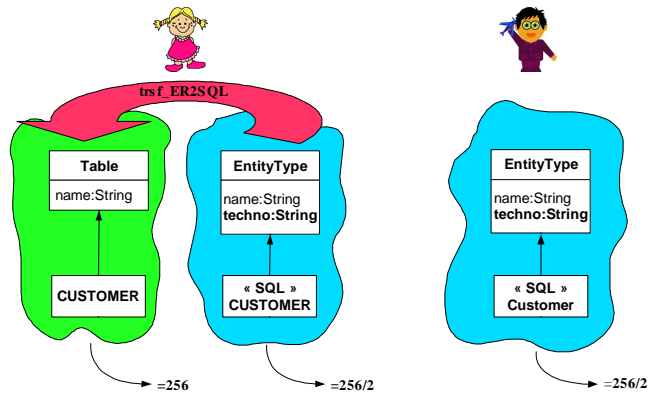 trsf_ER2SQL
Table
name:String
CUSTOMER
=256
EntityType
name:String
techno:String
« SQL »
CUSTOMER
=256/2
EntityType
name:String
techno:String
« SQL »
Customer
=256/2